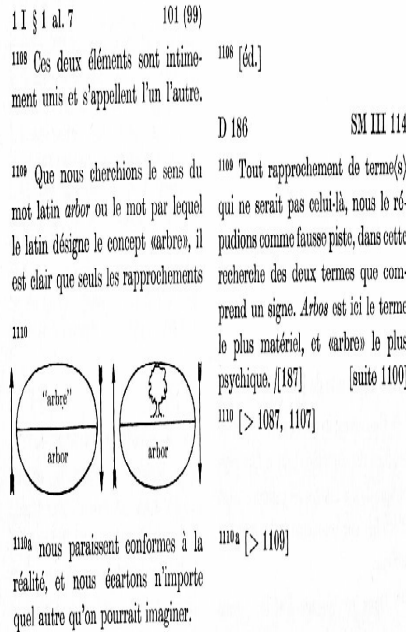 1 I § 1 al. 7 101 (99)
1108 Ces deux éléments sont intime-
ment unis et s'appellent l'un l'autre.
1109 Que nous cherchions le sens du
mot latin arbor ou le mot par lequel
le latin désigne le concept «arbre», il
est clair que seuls les rapprochements
1110
"arbre"
arbor
arbor
1110a nous paraissent conformes à la
réalité, et nous écartons n'importe
quel autre qu'on pourrait imaginer.
1108 [éd.]
D 186 SM III 114
1109 Tout rapprochement de terme(s)
qui ne serait pas celui-là, nous le ré-
pudions comme fausse piste, dans cette
recherche des deux termes que com-
prend un signe. Arbos est ici le terme
le plus matériel, et «arbre» le plus
psychique. /[187] [suite 1100]
1110 [> 1087, 1107]
1110a [> 1109]